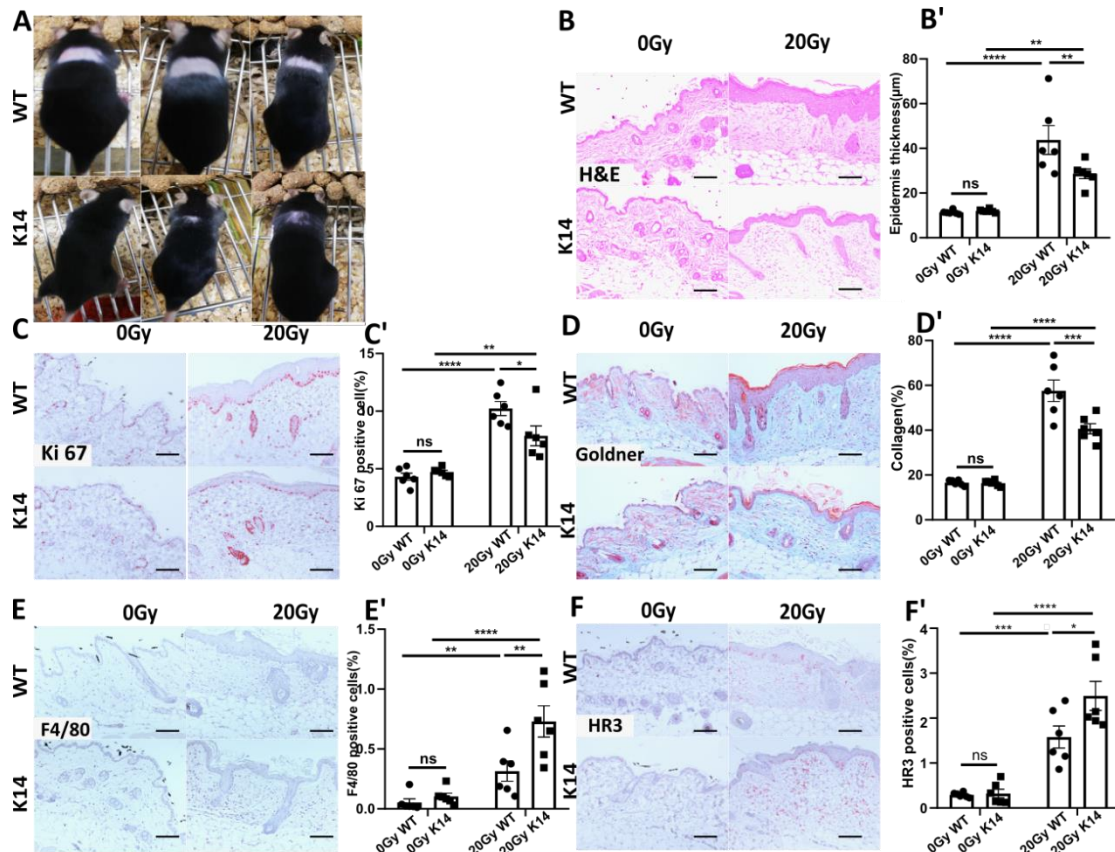 A
WT
K14
B
0Gy
20Gy
WT
H&E
K14
B'
Epidermis thickness(μm)
80
60
40
20
0
**
****
**
ns
0Gy WT
0Gy K14
20Gy WT
20Gy K14
C
0Gy
20Gy
WT
Ki 67
K14
C'
Ki 67 positive cell(%)
15
10
5
0
**
****
*
ns
0Gy WT
0Gy K14
20Gy WT
20Gy K14
D
0Gy
20Gy
WT
Goldner
K14
D'
Collagen(%)
80
60
40
20
0
****
****
***
ns
0Gy WT
0Gy K14
20Gy WT
20Gy K14
E
0Gy
20Gy
WT
F4/80
K14
E'
F4/80 positive cells(%)
1.5
1.0
0.5
0.0
****
**
**
ns
0Gy WT
0Gy K14
20Gy WT
20Gy K14
F
0Gy
20Gy
WT
HR3
K14
F'
HR3 positive cells(%)
4
3
2
1
0
****
***
*
ns
0Gy WT
0Gy K14
20Gy WT
20Gy K14